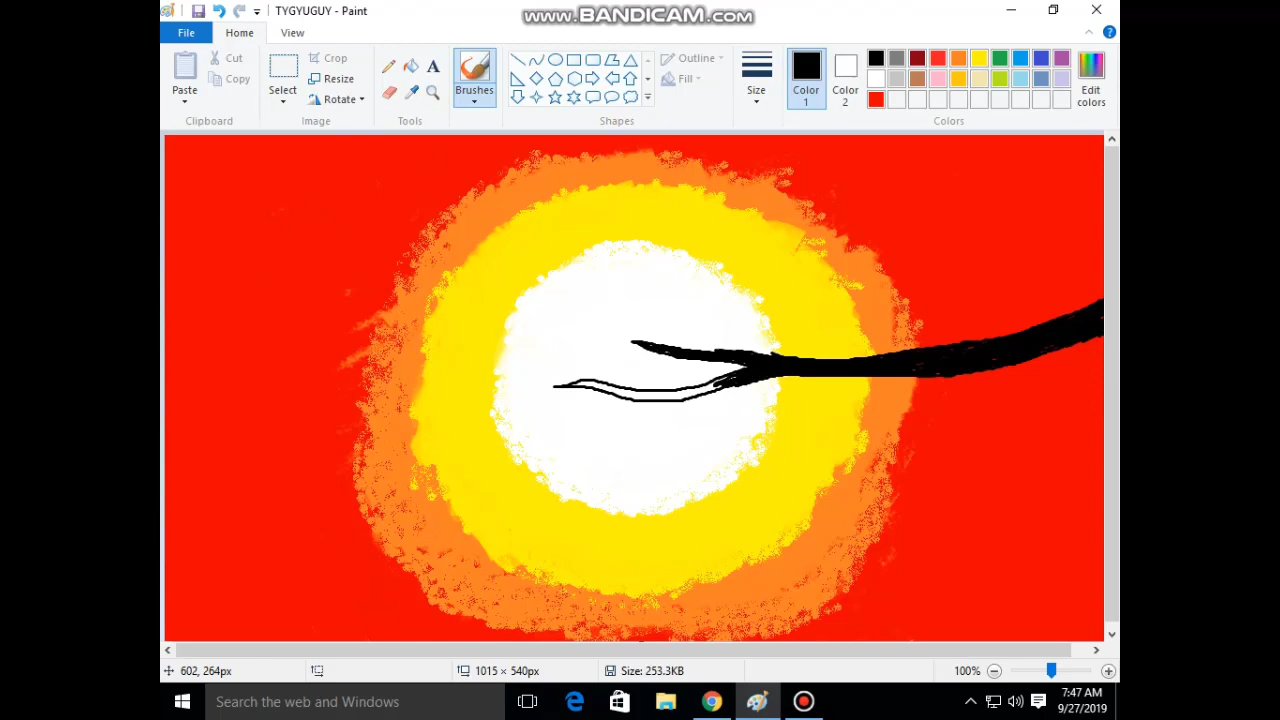 TYGYUGUY - Paint
www.BANDICAM.com
File
Home
View
Cut
Copy
Paste
Clipboard
Crop
Resize
Rotate
Select
Image
A
Tools
Brushes
Outline
Fill
Shapes
Size
Color
1
Color
2
Edit
colors
Colors
602, 264px
1015 × 540px
Size: 253.3KB
100%
Search the web and Windows
7:47 AM
9/27/2019